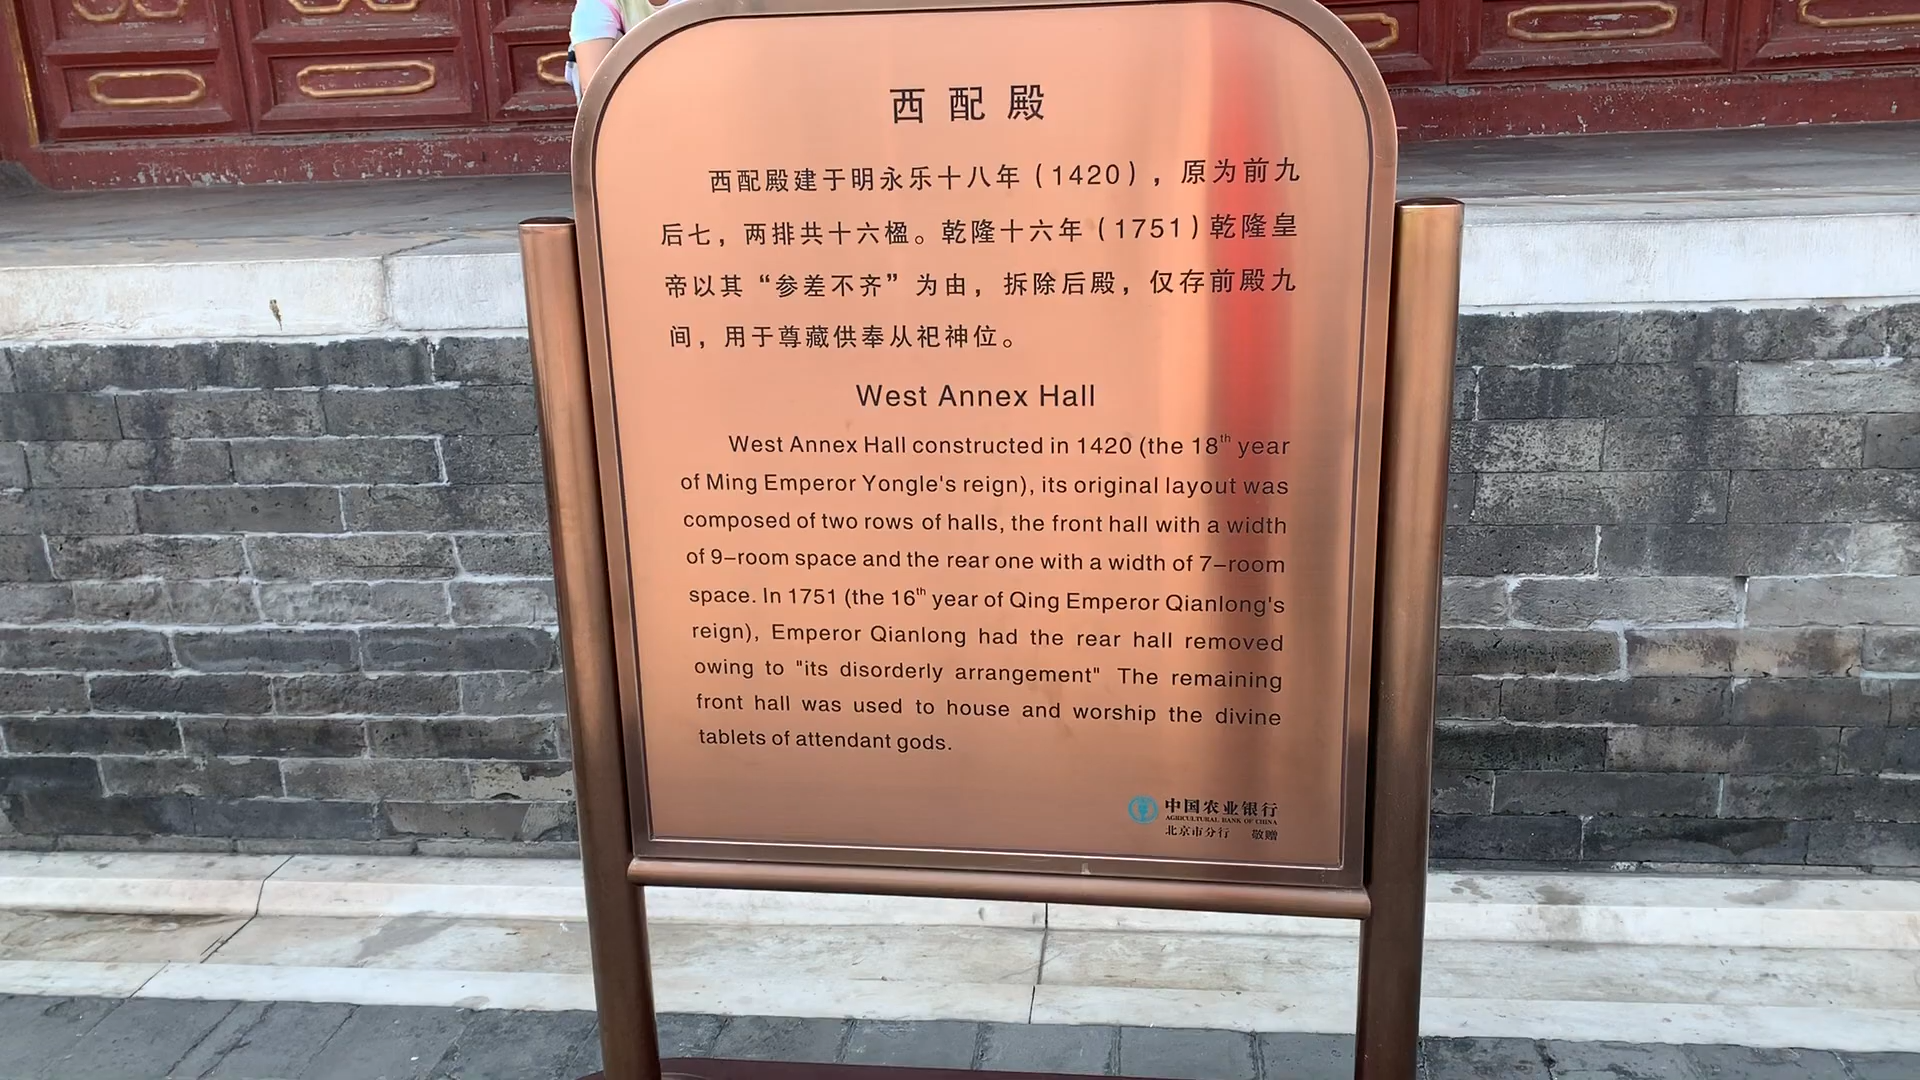 西配殿
西配殿建于明永乐十八年（1420），原为前九
后七，两排共十六楹。乾隆十六年（1751）乾隆皇
帝以其“参差不齐”为由，拆除后殿，仅存前殿九
间，用于尊藏供奉从祀神位。
West Annex Hall
West Annex Hall constructed in 1420 (the 18th year
of Ming Emperor Yongle's reign), its original layout was
composed of two rows of halls, the front hall with a width
of 9-room space and the rear one with a width of 7-room
space. In 1751 (the 16th year of Qing Emperor Qianlong's
reign), Emperor Qianlong had the rear hall removed
owing to "its disorderly arrangement" The remaining
front hall was used to house and worship the divine
tablets of attendant gods.
中国农业银行
AGRICULTURAL BANK OF CHINA
北京市分行 敬赠